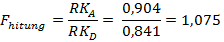 F_hitung = RK_A / RK_D = 0,904 / 0,841 = 1,075